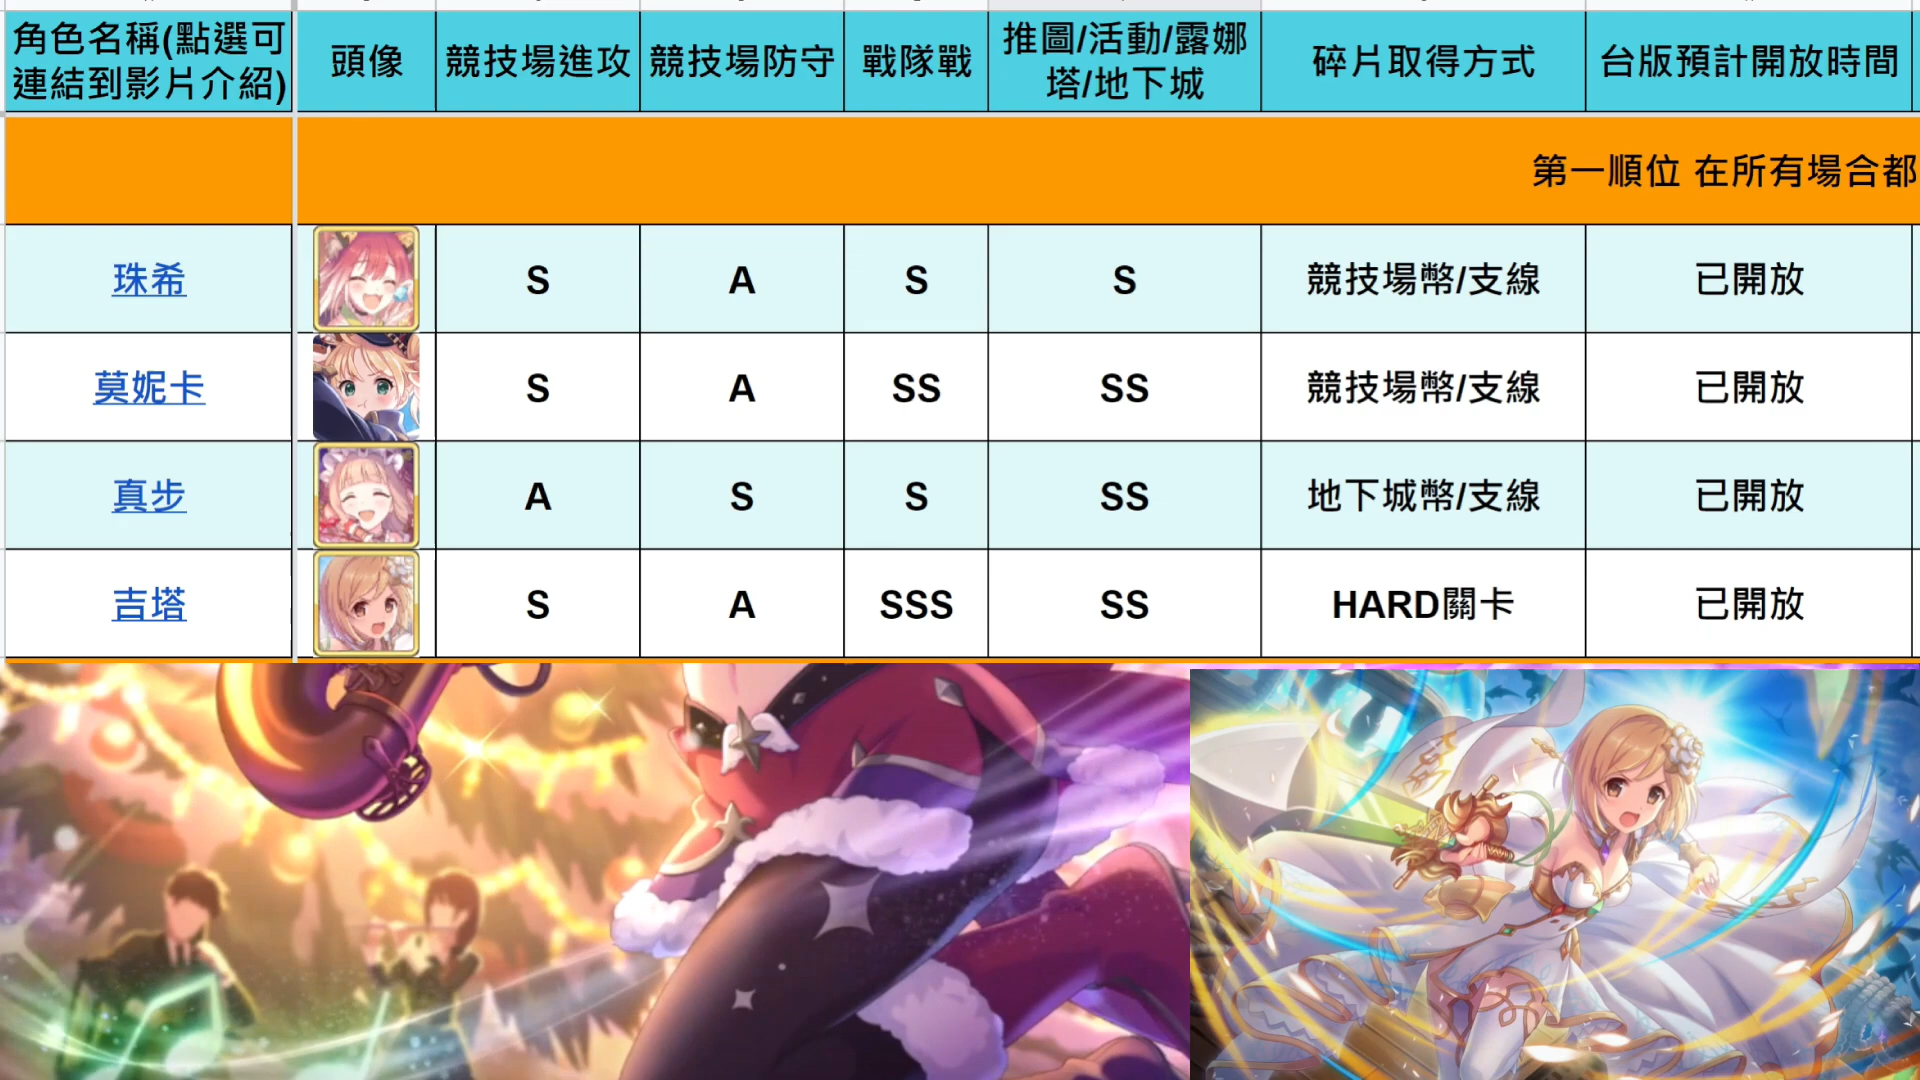 角色名稱(點選可
連結到影片介紹)
頭像
競技場進攻
競技場防守
戰隊戰
推圖/活動/露娜
塔/地下城
碎片取得方式
台版預計開放時間
第一順位 在所有場合都
珠希
S
A
S
S
競技場幣/支線
已開放
莫妮卡
S
A
SS
SS
競技場幣/支線
已開放
真步
A
S
S
SS
地下城幣/支線
已開放
吉塔
S
A
SSS
SS
HARD關卡
已開放